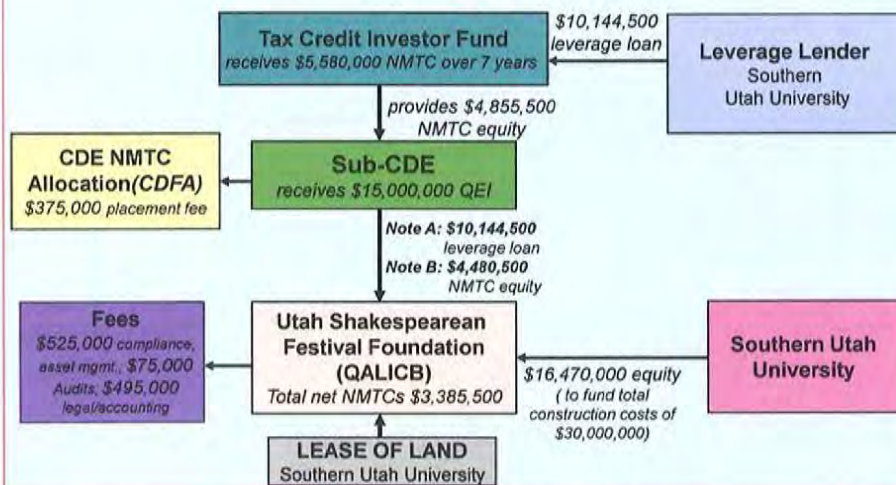 Tax Credit Investor Fund
receives $5,580,000 NMTC over 7 years
$10,144,500
leverage loan
Leverage Lender
Southern
Utah University
provides $4,855,500
NMTC equity
CDE NMTC
Allocation(CDFA)
$375,000 placement fee
Sub-CDE
receives $15,000,000 QEI
Note A: $10,144,500
leverage loan
Note B: $4,480,500
NMTC equity
Fees
$525,000 compliance,
asset mgmt., $75,000
Audits, $495,000
legal/accounting
Utah Shakespearean
Festival Foundation
(QALICB)
Total net NMTCs $3,385,500
$16,470,000 equity
( to fund total
construction costs of
$30,000,000)
Southern Utah
University
LEASE OF LAND
Southern Utah University